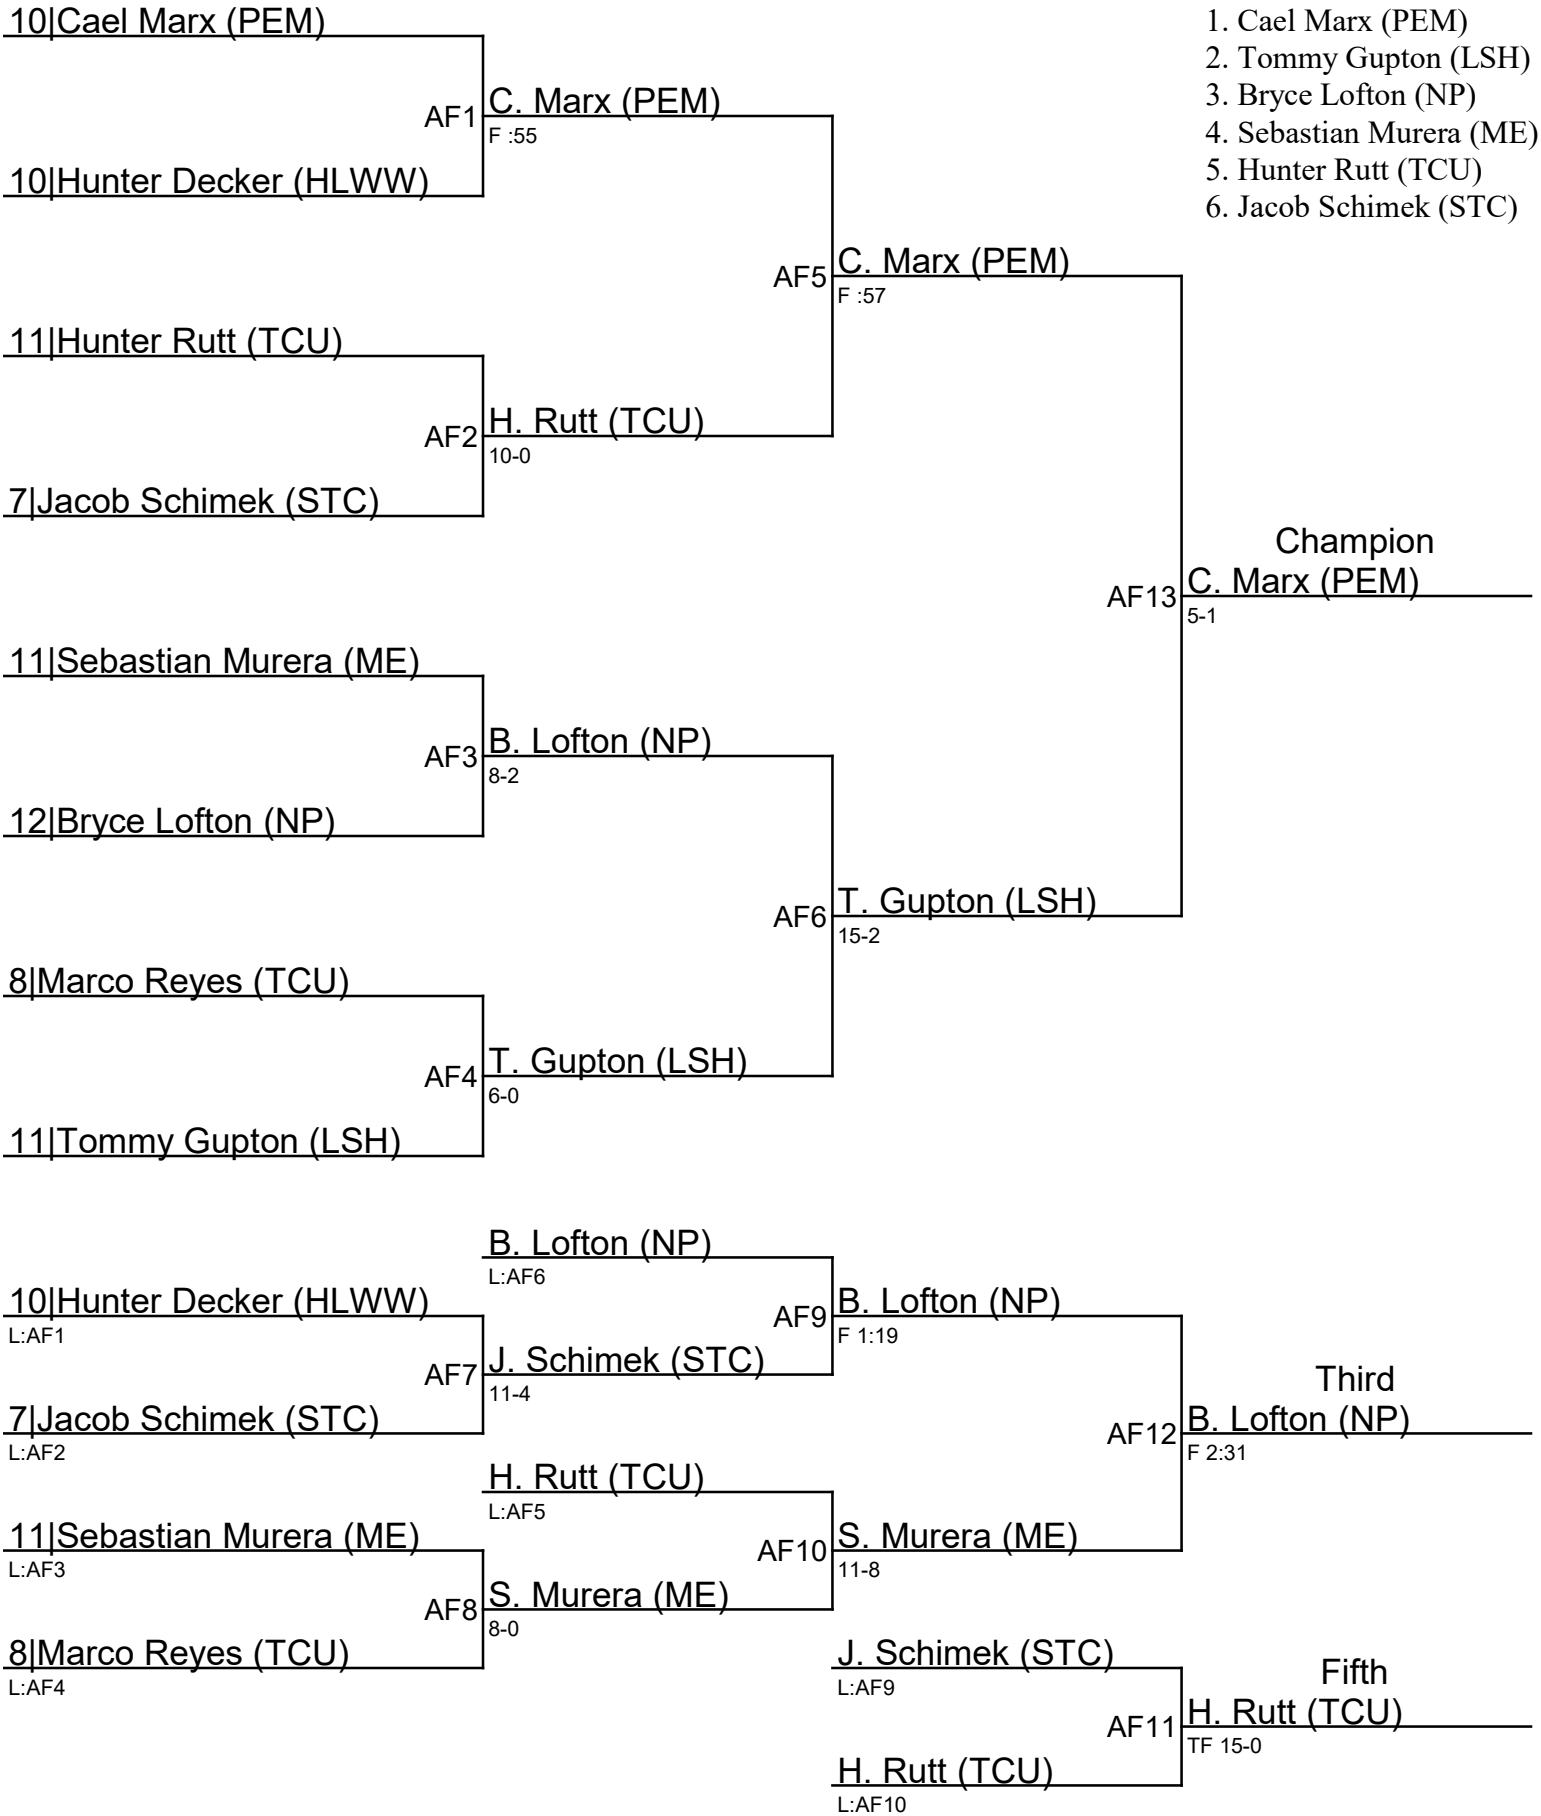 10|Cael Marx (PEM)
1. Cael Marx (PEM)
2. Tommy Gupton (LSH)
3. Bryce Lofton (NP)
4. Sebastian Murera (ME)
5. Hunter Rutt (TCU)
6. Jacob Schimek (STC)
AF1
C. Marx (PEM)
F :55
10|Hunter Decker (HLWW)
AF5
C. Marx (PEM)
F :57
11|Hunter Rutt (TCU)
AF2
H. Rutt (TCU)
10-0
7|Jacob Schimek (STC)
Champion
AF13
C. Marx (PEM)
5-1
11|Sebastian Murera (ME)
AF3
B. Lofton (NP)
8-2
12|Bryce Lofton (NP)
AF6
T. Gupton (LSH)
15-2
8|Marco Reyes (TCU)
AF4
T. Gupton (LSH)
6-0
11|Tommy Gupton (LSH)
B. Lofton (NP)
L:AF6
10|Hunter Decker (HLWW)
L:AF1
AF9
B. Lofton (NP)
F 1:19
AF7
J. Schimek (STC)
11-4
7|Jacob Schimek (STC)
L:AF2
Third
AF12
B. Lofton (NP)
F 2:31
H. Rutt (TCU)
L:AF5
11|Sebastian Murera (ME)
L:AF3
AF10
S. Murera (ME)
11-8
AF8
S. Murera (ME)
8-0
8|Marco Reyes (TCU)
L:AF4
J. Schimek (STC)
L:AF9
Fifth
AF11
H. Rutt (TCU)
TF 15-0
H. Rutt (TCU)
L:AF10